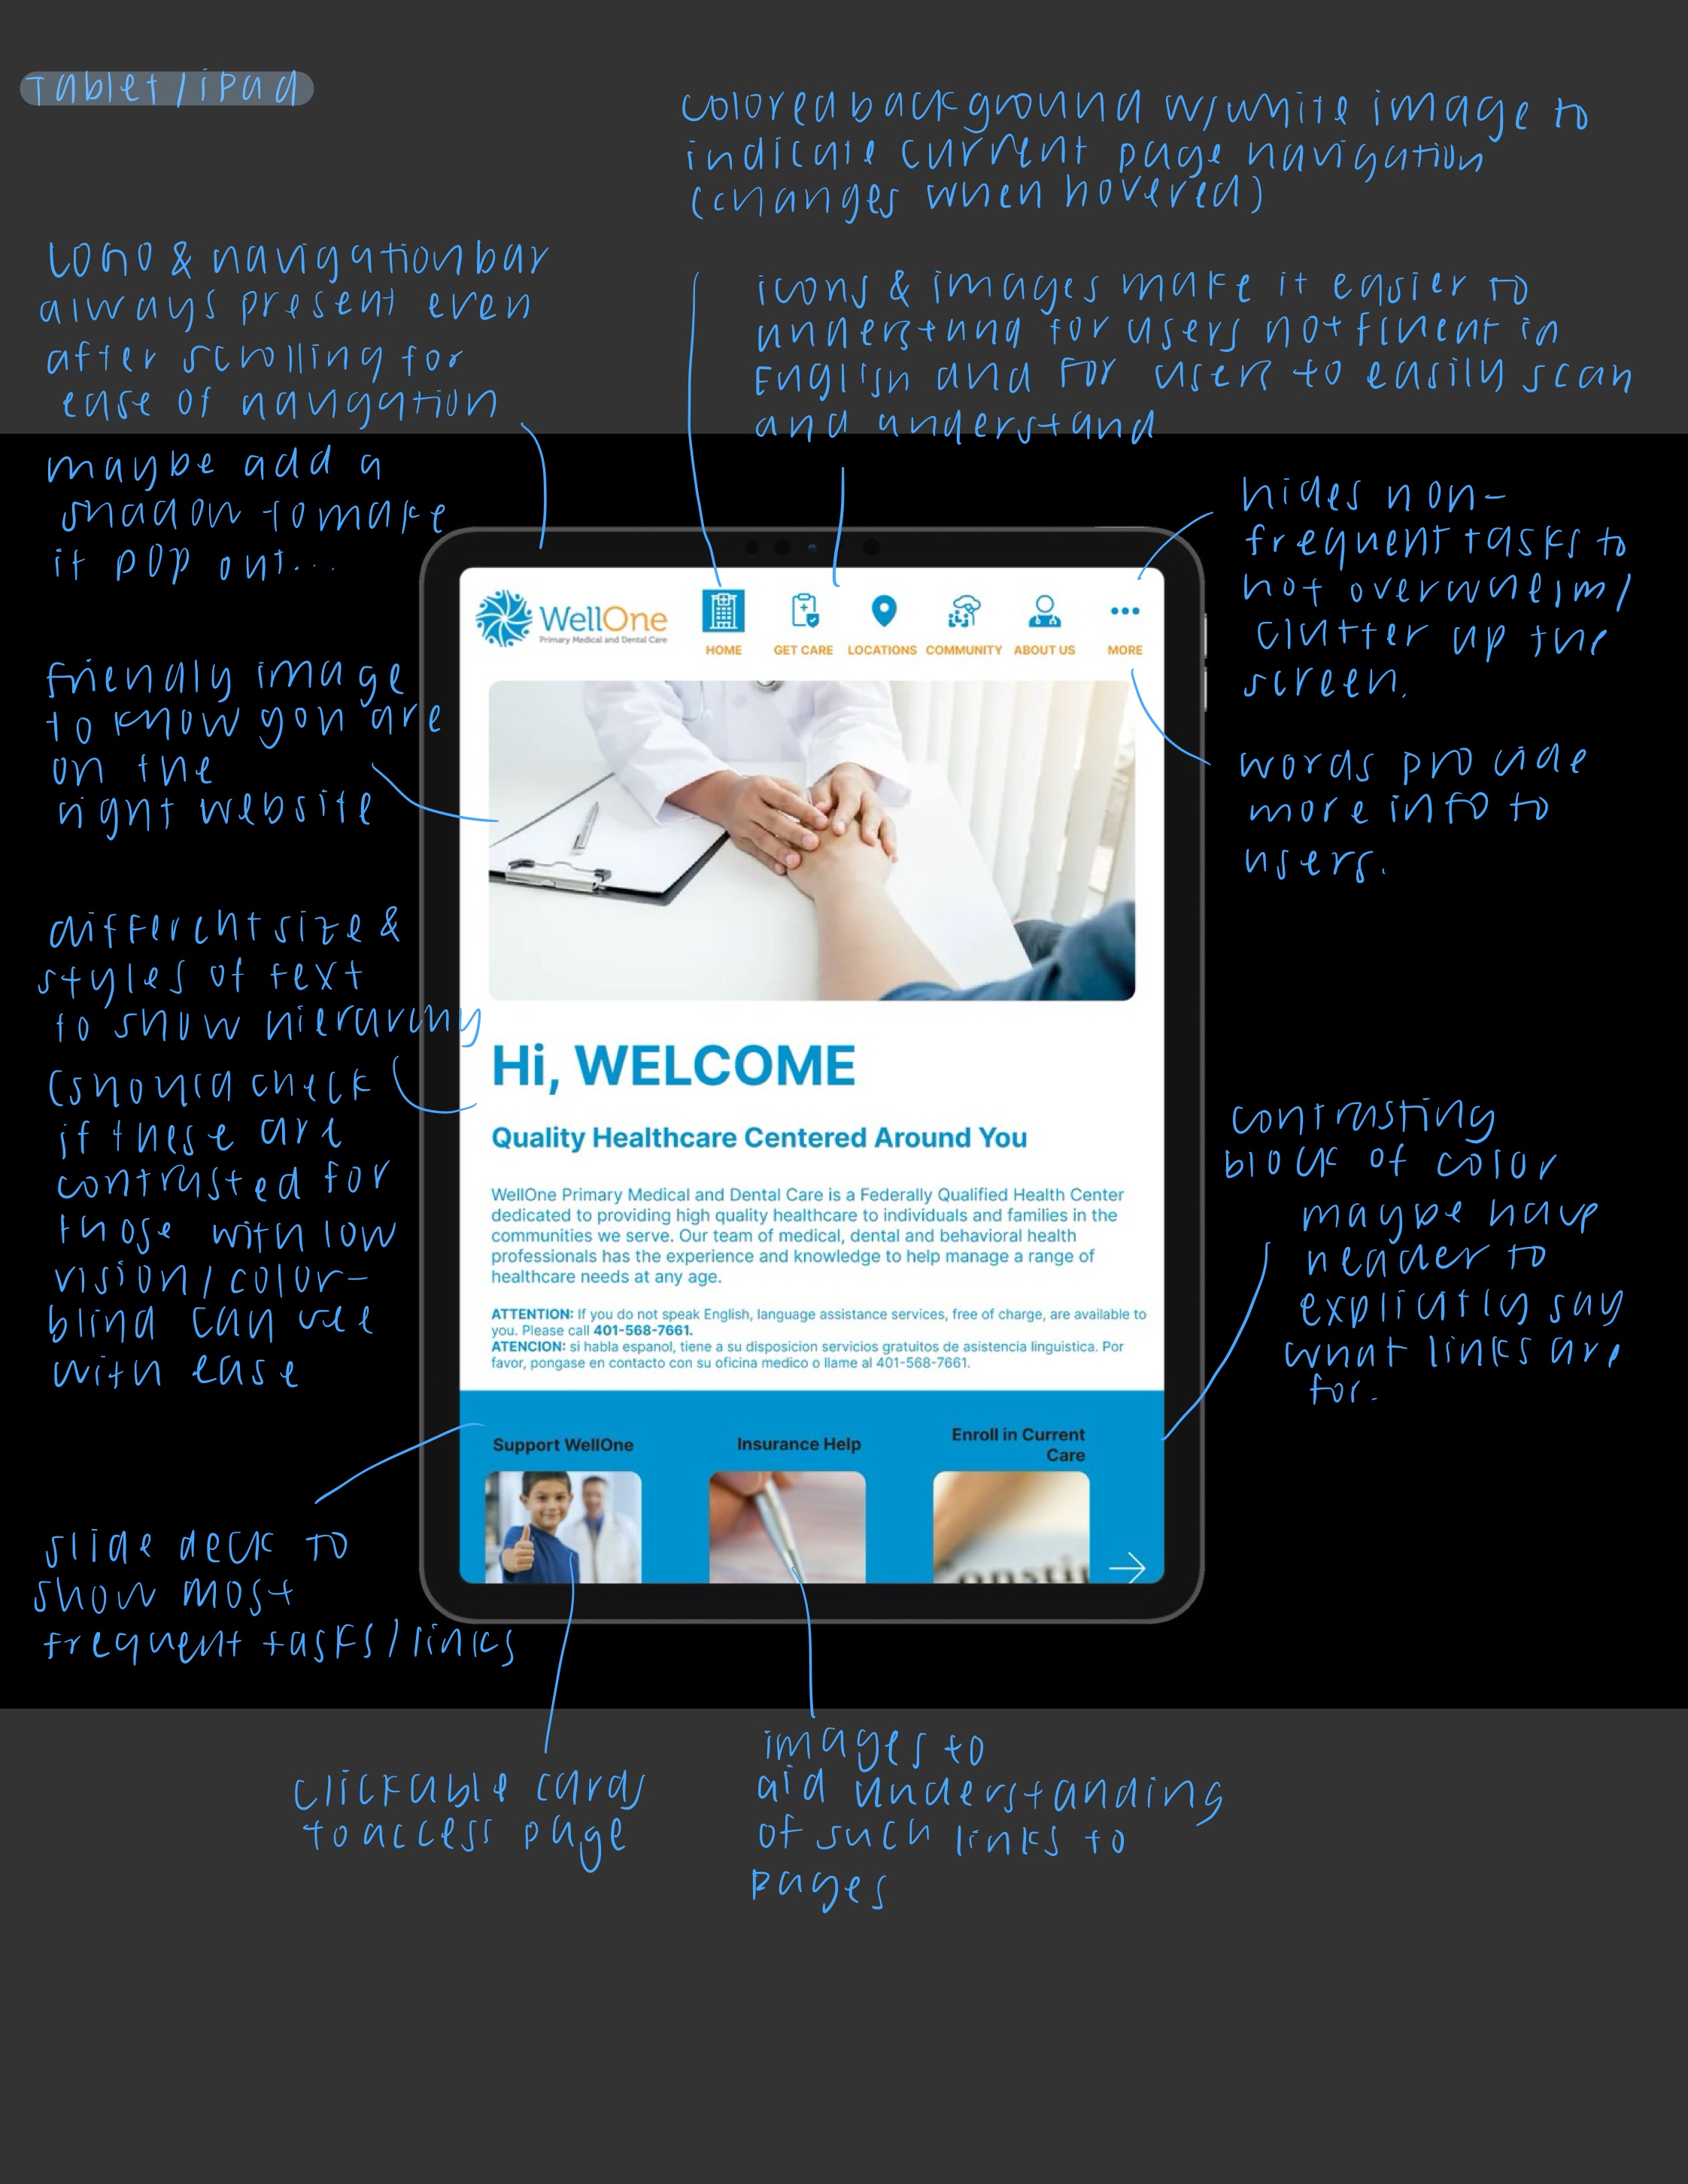 Tablet/iPad
colored background w/white image to
indicate current page navigation
(changes when hovered)
Logo & navigation bar
always present even
after scrolling for
ease of navigation
maybe add a
shadow to make
it pop out...
icons & images make it easier to
understand for users not fluent in
English and for users to easily scan
and understand
hides non-
frequent tasks to
not overwhelm/
clutter up the
screen.
words provide
more info to
users.
friendly image
to know you are
on the
right website
different size &
styles of text
to show hierarchy
(should check
if these are
contrasted for
those with low
vision/color-
blind can use
with ease
contrasting
block of color
maybe have
header to
explicitly say
what links are
for.
slide deck to
show most
frequent tasks/links
clickable cards
to access page
images to
aid understanding
of such links to
pages
WellOne
Primary Medical and Dental Care
HOME GET CARE LOCATIONS COMMUNITY ABOUT US MORE
Hi, WELCOME
Quality Healthcare Centered Around You
WellOne Primary Medical and Dental Care is a Federally Qualified Health Center
dedicated to providing high quality healthcare to individuals and families in the
communities we serve. Our team of medical, dental and behavioral health
professionals has the experience and knowledge to help manage a range of
healthcare needs at any age.
ATTENTION: If you do not speak English, language assistance services, free of charge, are available to
you. Please call 401-568-7661.
ATENCION: si habla espanol, tiene a su disposicion servicios gratuitos de asistencia linguistica. Por
favor, pongase en contacto con su oficina medico o llame al 401-568-7661.
Support WellOne
Insurance Help
Enroll in Current
Care